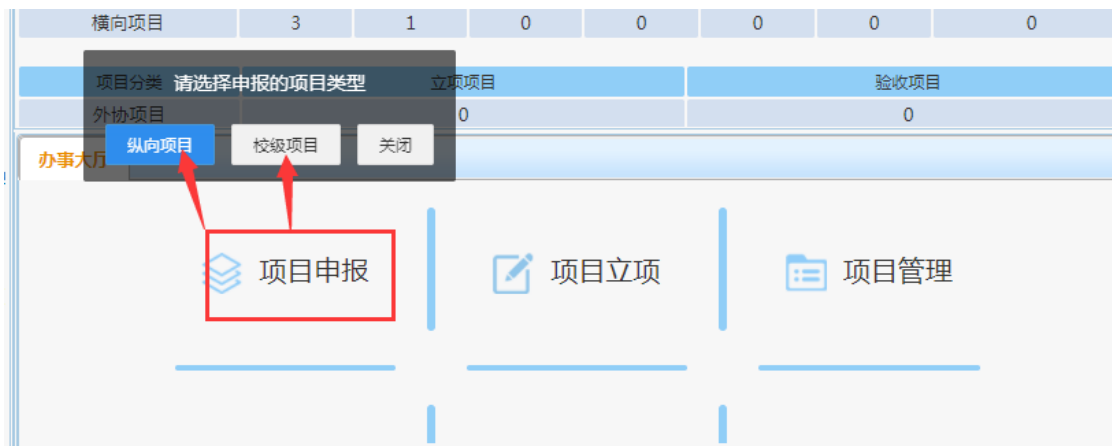 横向项目 3 1 0 0 0 0 0
项目分类 请选择申报的项目类型 立项项目 验收项目
外协项目 0 0
纵向项目 校级项目 关闭
办事大厅
项目申报 项目立项 项目管理